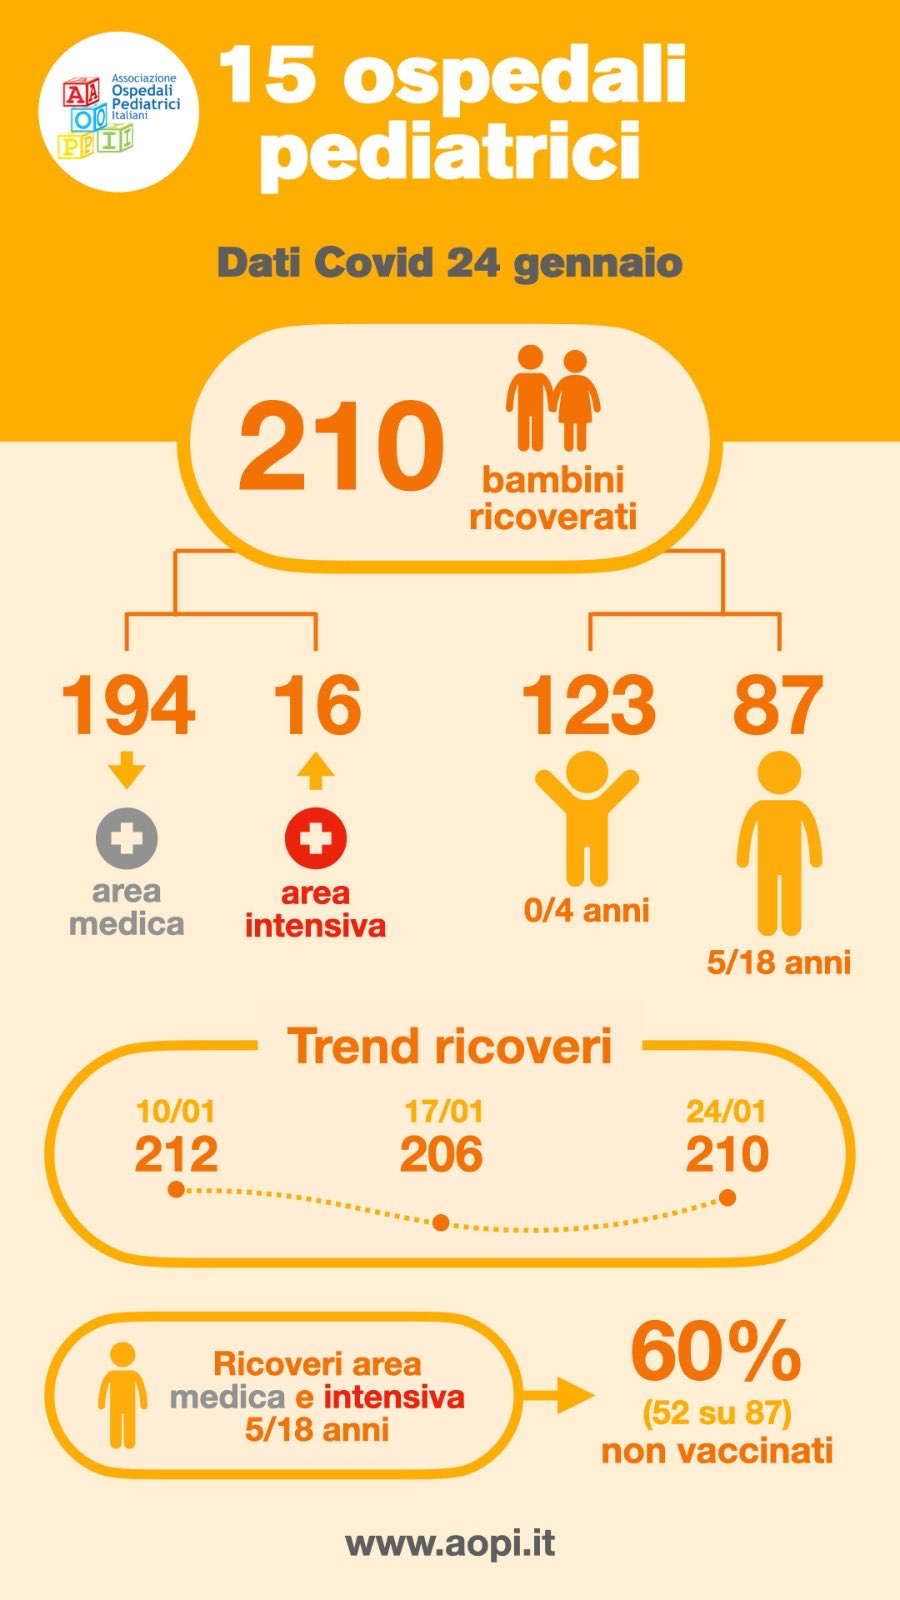 A A
O O
P P I I
Associazione
Ospedali
Pediatrici
Italiani
15 ospedali
pediatrici
Dati Covid 24 gennaio
210
bambini
ricoverati
194
area
medica
16
area
intensiva
123
0/4 anni
87
5/18 anni
Trend ricoveri
10/01
212
17/01
206
24/01
210
Ricoveri area
medica e intensiva
5/18 anni
60%
(52 su 87)
non vaccinati
www.aopi.it